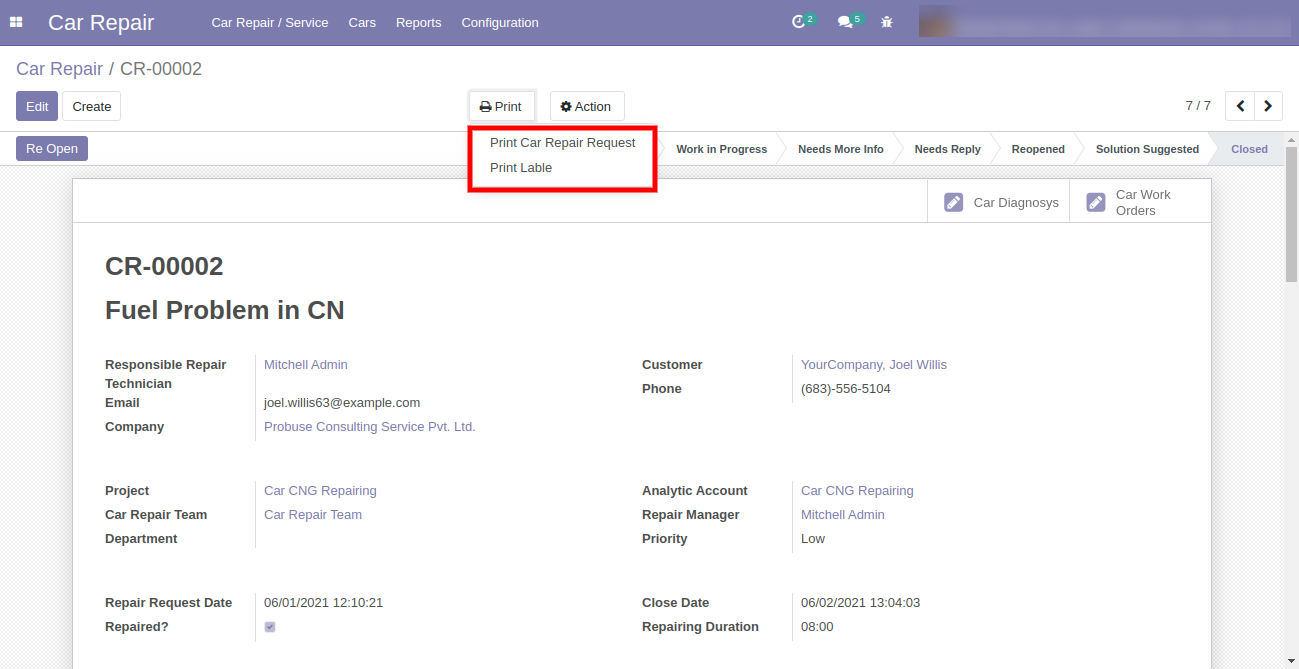 Car Repair
Car Repair / Service
Cars
Reports
Configuration
2
5
Car Repair / CR-00002
Edit
Create
Print
Action
7 / 7
Re Open
Print Car Repair Request
Print Lable
Work in Progress
Needs More Info
Needs Reply
Reopened
Solution Suggested
Closed
Car Diagnosys
Car Work
Orders
CR-00002
Fuel Problem in CN
Responsible Repair
Technician
Mitchell Admin
Email
joel.willis63@example.com
Company
Probuse Consulting Service Pvt. Ltd.
Customer
YourCompany, Joel Willis
Phone
(683)-556-5104
Project
Car CNG Repairing
Car Repair Team
Car Repair Team
Department
Analytic Account
Car CNG Repairing
Repair Manager
Mitchell Admin
Priority
Low
Repair Request Date
06/01/2021 12:10:21
Repaired?
Close Date
06/02/2021 13:04:03
Repairing Duration
08:00